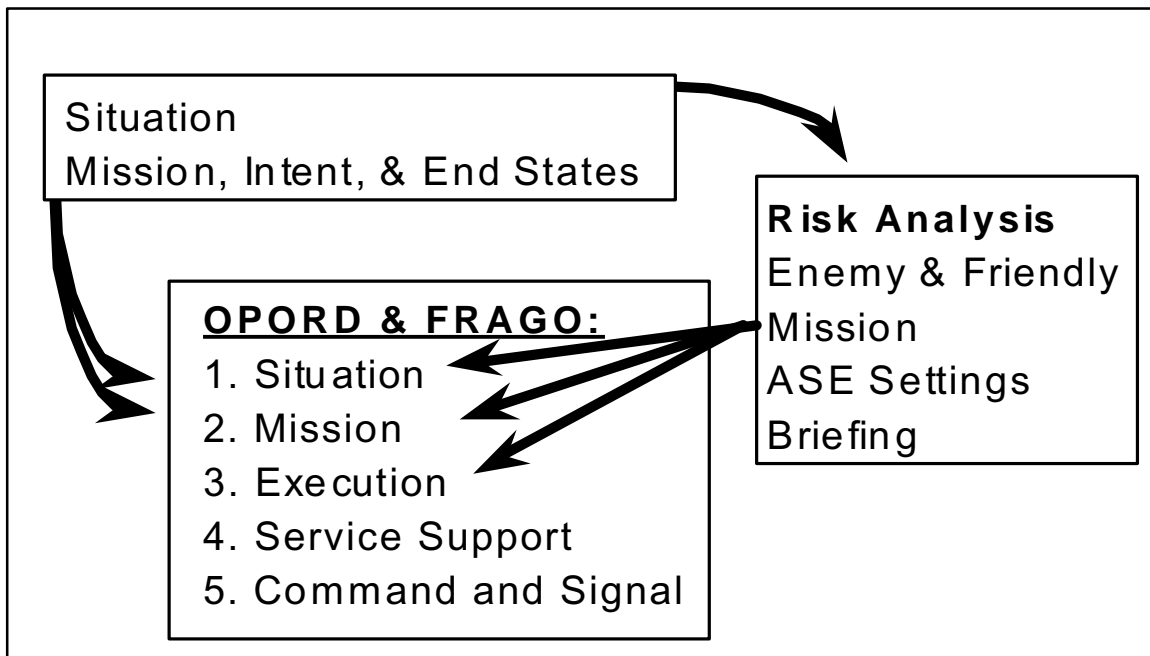 Situation
Mission, Intent, & End States
Risk Analysis
Enemy & Friendly
Mission
ASE Settings
Briefing
OPORD & FRAGO:
1. Situation
2. Mission
3. Execution
4. Service Support
5. Command and Signal